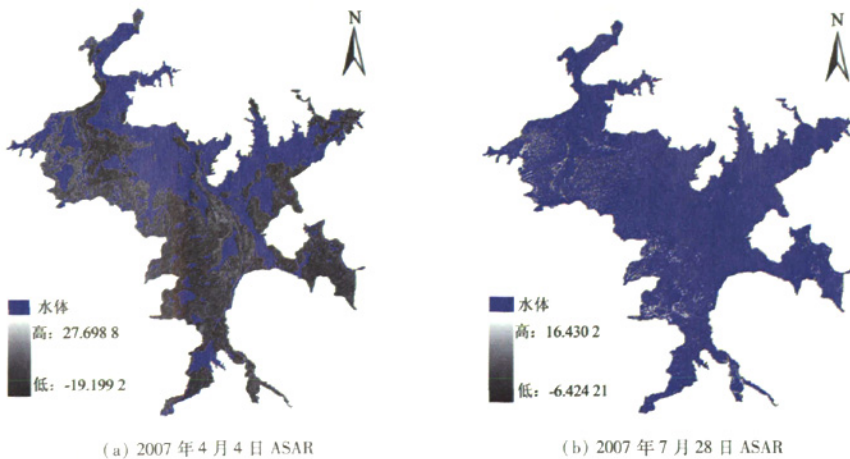 N
水体
高: 27.698 8
低: -19.199 2
(a) 2007 年 4 月 4 日 ASAR
N
水体
高: 16.430 2
低: -6.424 21
(b) 2007 年 7 月 28 日 ASAR